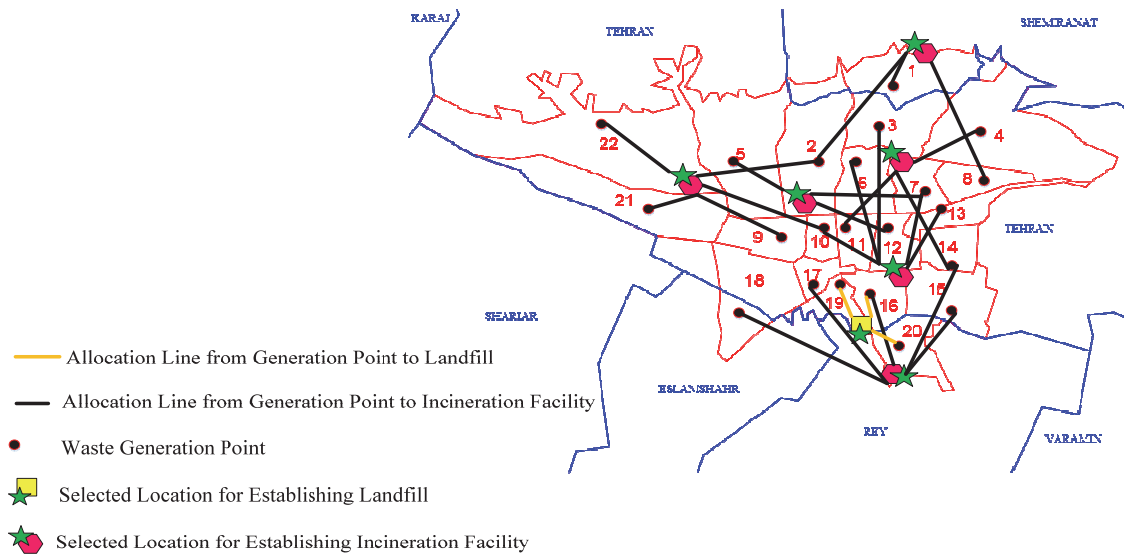 KARAJ
TEHRAN
SHEMIRANAT
1
3
4
22
2
5
6
7
8
21
13
9
10
11
12
TEHRAN
14
18
17
15
19
16
SHARIAR
20
Allocation Line from Generation Point to Landfill
ESLAMSHAHR
Allocation Line from Generation Point to Incineration Facility
REY
VARAMIN
Waste Generation Point
Selected Location for Establishing Landfill
Selected Location for Establishing Incineration Facility